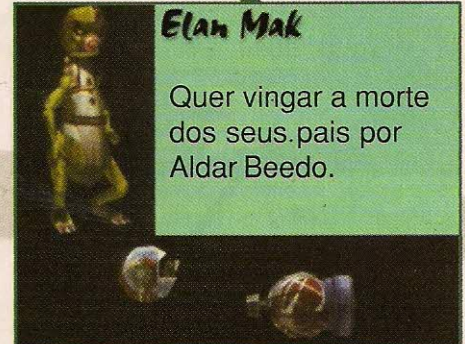 Elan Mak
Quer vingar a morte
dos seus.pais por
Aldar Beedo.